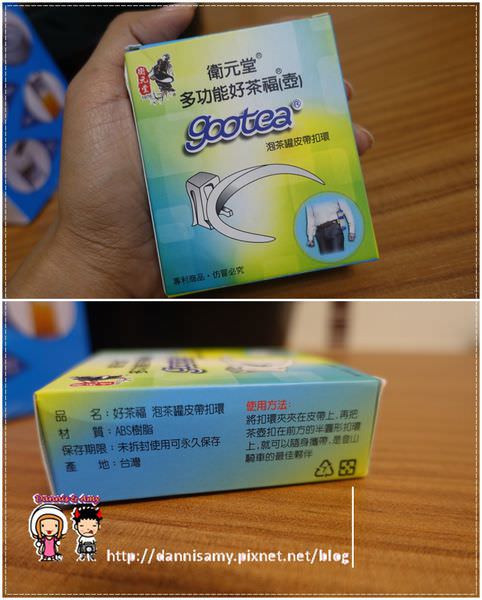 衛元堂
衛元堂®
多功能好茶福®(壺)
gootea®
泡茶罐皮帶扣環
專利商品・仿冒必究
品　　名：好茶福 泡茶罐皮帶扣環
材　　質：ABS樹脂
保存期限：未拆封使用可永久保存
產　　地：台灣
使用方法:
將扣環夾夾在皮帶上,再把
茶壺扣在前方的半圓形扣環
上,就可以隨身攜帶,是登山
騎車的最佳夥伴
Dannis & Amy
http://dannisamy.pixnet.net/blog